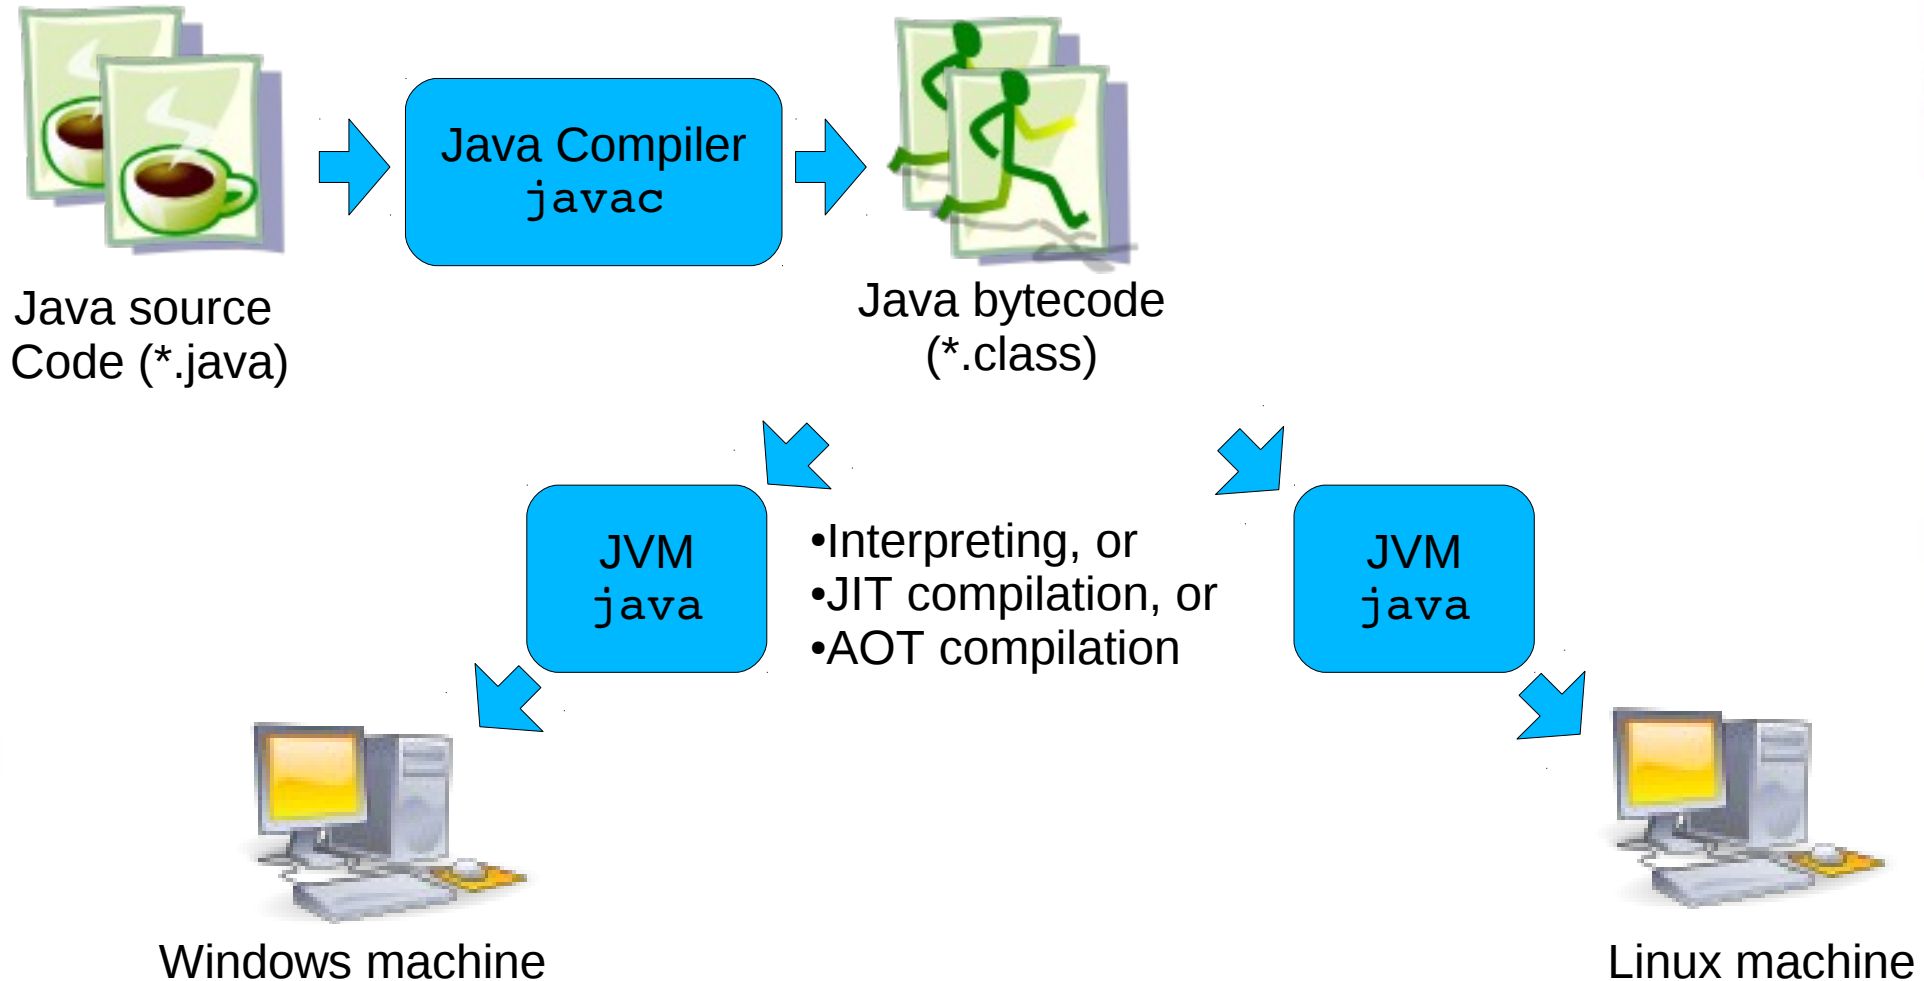 Java Compiler
javac
Java source
Code (*.java)
Java bytecode
(*.class)
JVM
java
•Interpreting, or
•JIT compilation, or
•AOT compilation
JVM
java
Windows machine
Linux machine